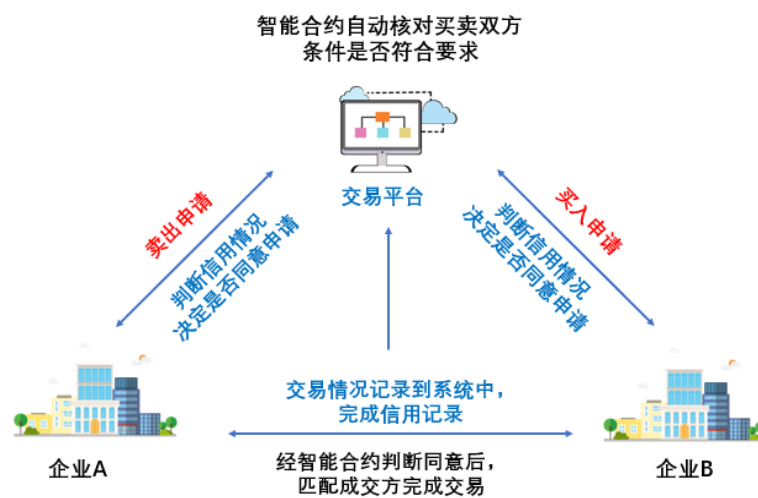 智能合约自动核对买卖双方
条件是否符合要求
交易平台
卖出申请
判断信用情况
决定是否同意申请
买入申请
判断信用情况
决定是否同意申请
交易情况记录到系统中，
完成信用记录
企业A
经智能合约判断同意后，
匹配成交方完成交易
企业B